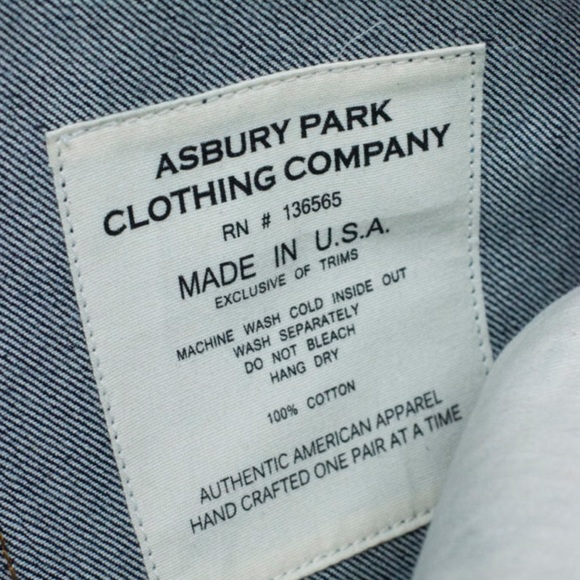 ASBURY PARK
CLOTHING COMPANY
RN # 136565
MADE IN U.S.A.
EXCLUSIVE OF TRIMS
MACHINE WASH COLD INSIDE OUT
WASH SEPARATELY
DO NOT BLEACH
HANG DRY
100% COTTON
AUTHENTIC AMERICAN APPAREL
HAND CRAFTED ONE PAIR AT A TIME